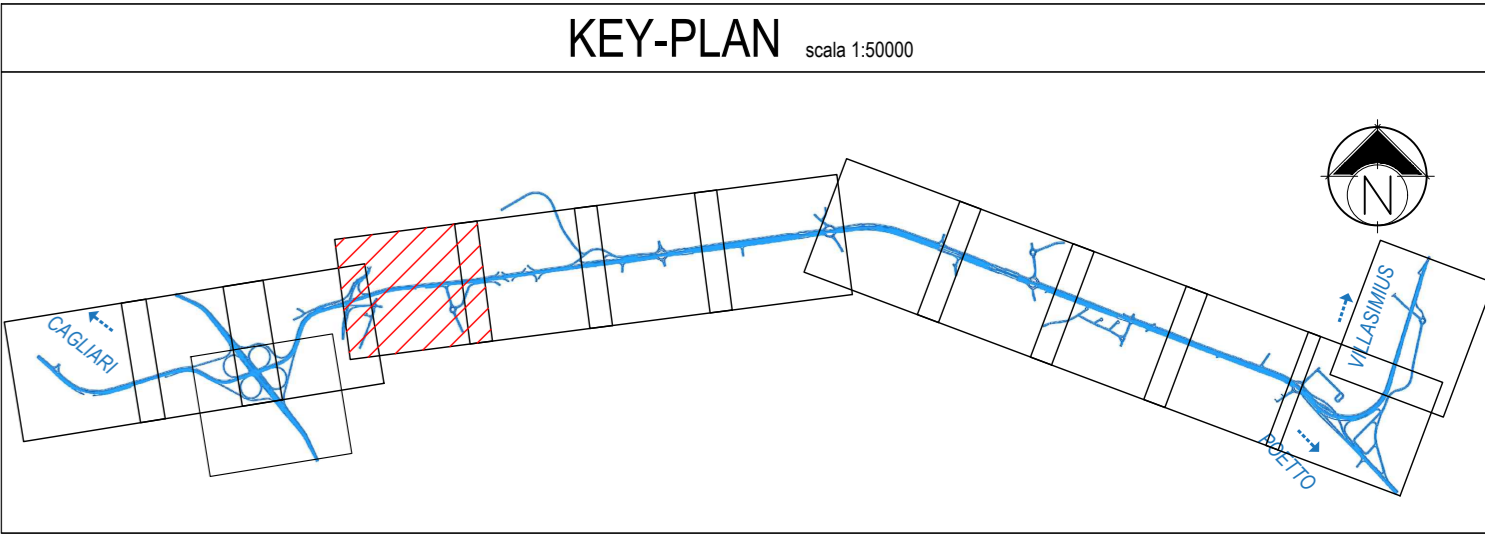 KEY-PLAN scala 1:50000
N
CAGLIARI
VILLASIMIUS
POETTO